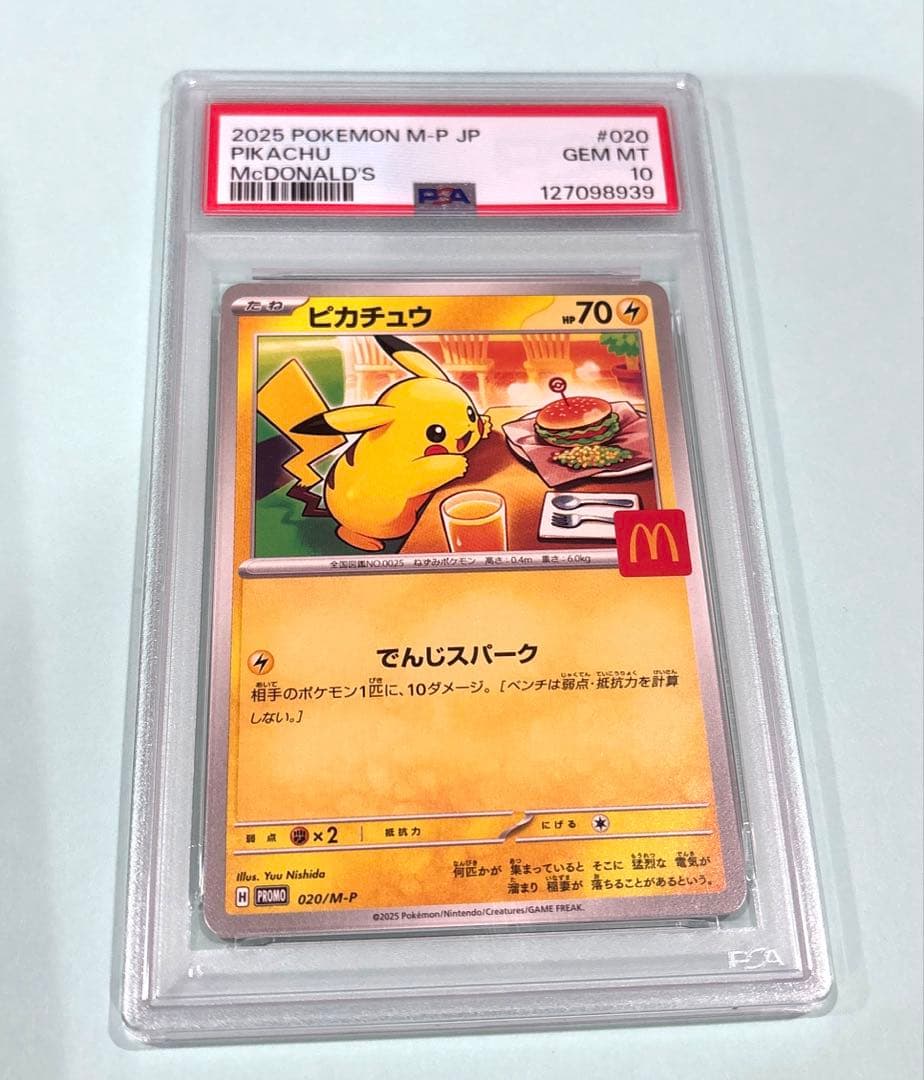 2025 POKEMON M-P JP #020
PIKACHU GEM MT
McDONALD'S 10
PSA 127098939
たね ピカチュウ HP70
全国図鑑NO.0025 ねずみポケモン 高さ:0.4m 重さ:6.0kg
でんじスパーク
相手のポケモン1匹に、10ダメージ。[ベンチは弱点・抵抗力を計算
しない。]
弱点 ×2 抵抗力 にげる
Illus. Yuu Nishida
何匹かが 集まっていると そこに 猛烈な 電気が
溜まり 稲妻が 落ちることがあるという。
H PROMO 020/M-P
©2025 Pokémon/Nintendo/Creatures/GAME FREAK.
PSA